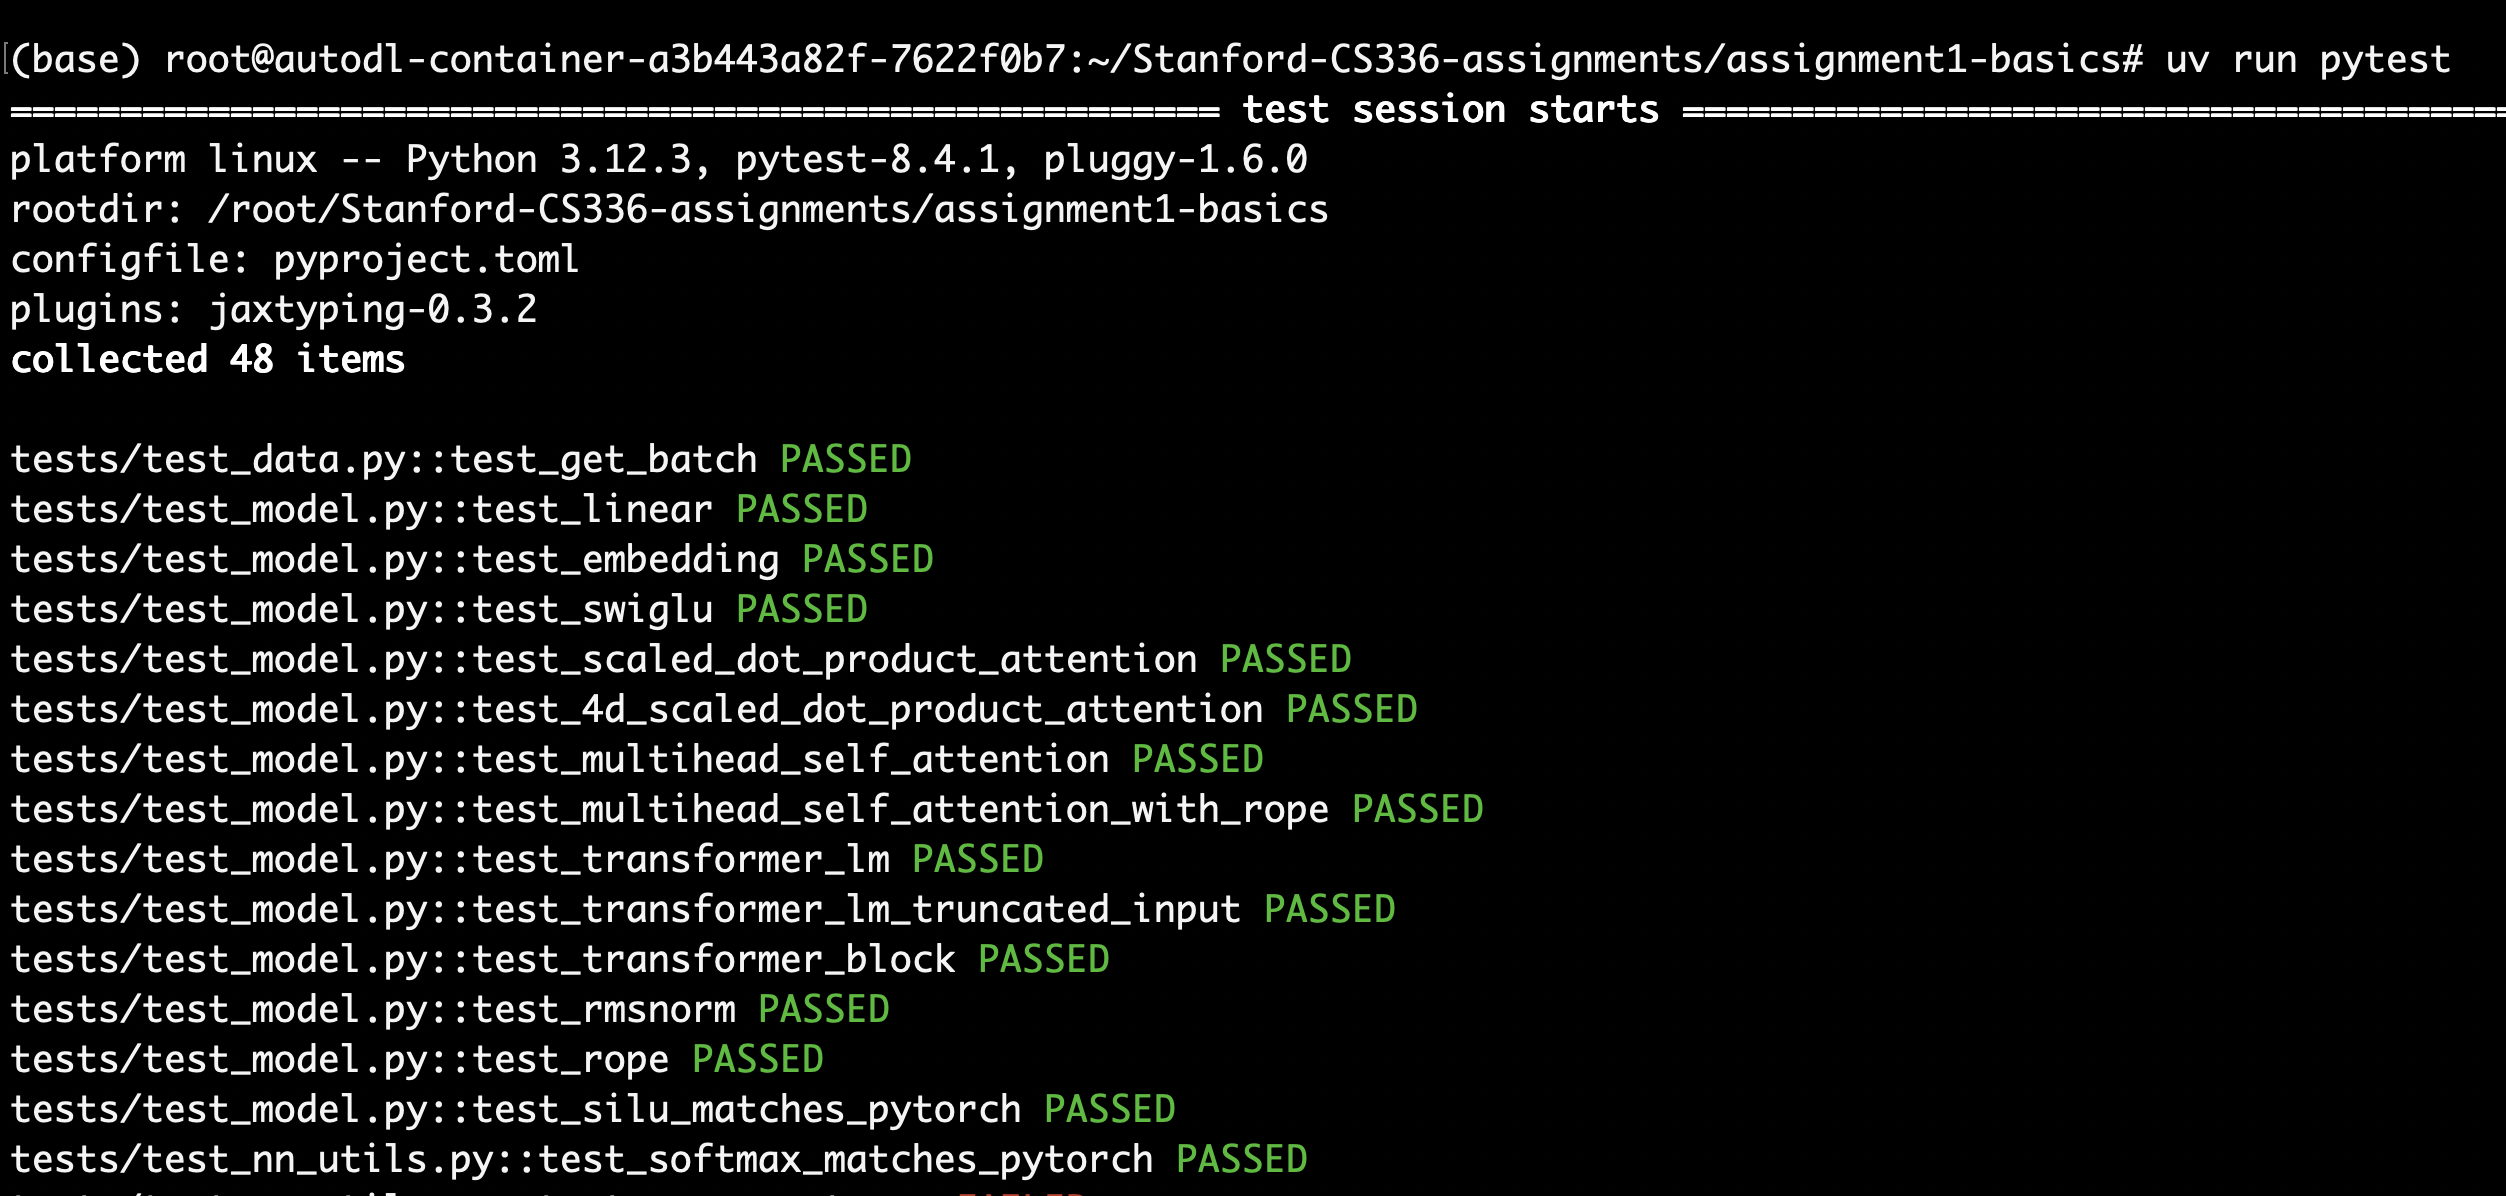 (base) root@autodl-container-a3b443a82f-7622f0b7:~/Stanford-CS336-assignments/assignment1-basics# uv run pytest
======================================================= test session starts ======================================
platform linux -- Python 3.12.3, pytest-8.4.1, pluggy-1.6.0
rootdir: /root/Stanford-CS336-assignments/assignment1-basics
configfile: pyproject.toml
plugins: jaxtyping-0.3.2
collected 48 items
tests/test_data.py::test_get_batch PASSED
tests/test_model.py::test_linear PASSED
tests/test_model.py::test_embedding PASSED
tests/test_model.py::test_swiglu PASSED
tests/test_model.py::test_scaled_dot_product_attention PASSED
tests/test_model.py::test_4d_scaled_dot_product_attention PASSED
tests/test_model.py::test_multihead_self_attention PASSED
tests/test_model.py::test_multihead_self_attention_with_rope PASSED
tests/test_model.py::test_transformer_lm PASSED
tests/test_model.py::test_transformer_lm_truncated_input PASSED
tests/test_model.py::test_transformer_block PASSED
tests/test_model.py::test_rmsnorm PASSED
tests/test_model.py::test_rope PASSED
tests/test_model.py::test_silu_matches_pytorch PASSED
tests/test_nn_utils.py::test_softmax_matches_pytorch PASSED